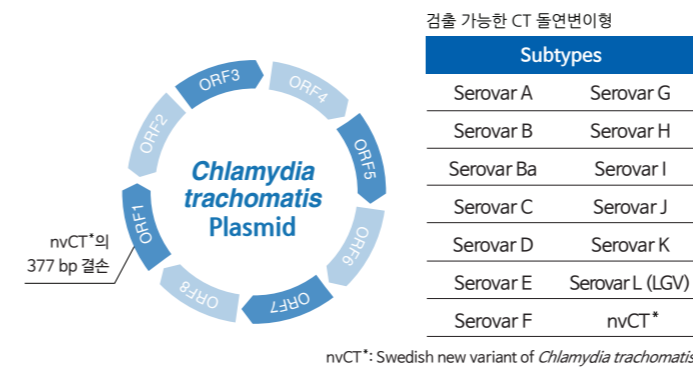 검출 가능한 CT 돌연변이형
Subtypes
Serovar A Serovar G
Serovar B Serovar H
Serovar Ba Serovar I
Serovar C Serovar J
Serovar D Serovar K
Serovar E Serovar L (LGV)
Serovar F nvCT*
ORF1
ORF2
ORF3
ORF4
ORF5
ORF6
ORF7
ORF8
Chlamydia
trachomatis
Plasmid
nvCT*의
377 bp 결손
nvCT*: Swedish new variant of Chlamydia trachomatis